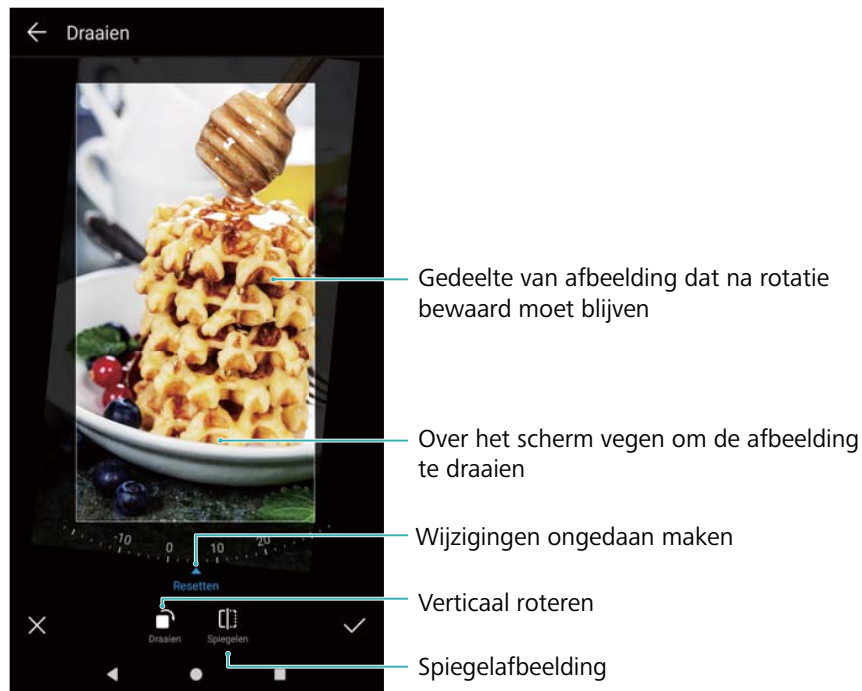 Draaien
Gedeelte van afbeelding dat na rotatie
bewaard moet blijven
Over het scherm vegen om de afbeelding
te draaien
-10 0 10 20
Wijzigingen ongedaan maken
Resetten
Verticaal roteren
Draaien Spiegelen
Spiegelafbeelding